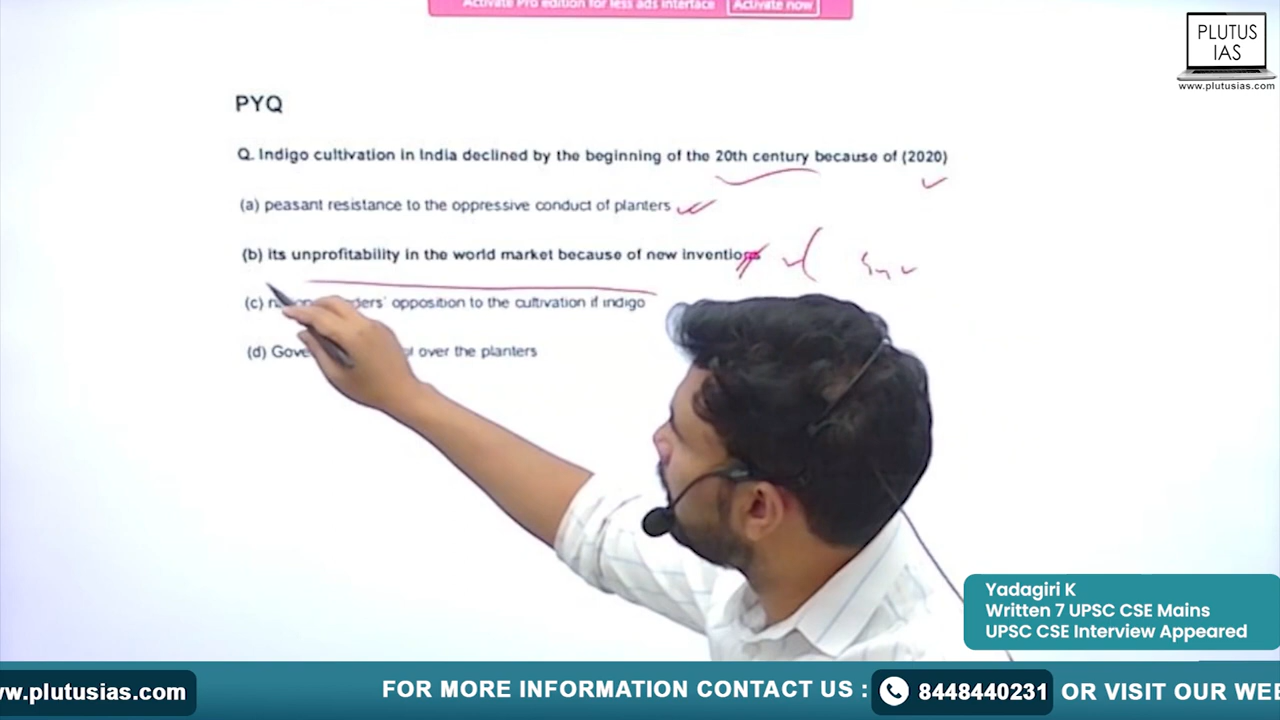 Activate Pro edition for less ads interface Activate now
PLUTUS
IAS
www.plutusias.com
PYQ
Q. Indigo cultivation in India declined by the beginning of the 20th century because of (2020)
(a) peasant resistance to the oppressive conduct of planters
(b) its unprofitability in the world market because of new inventions
(c) opposition to the cultivation if indigo
(d) over the planters
Yadagiri K
Written 7 UPSC CSE Mains
UPSC CSE Interview Appeared
ww.plutusias.com FOR MORE INFORMATION CONTACT US : 8448440231 OR VISIT OUR WE